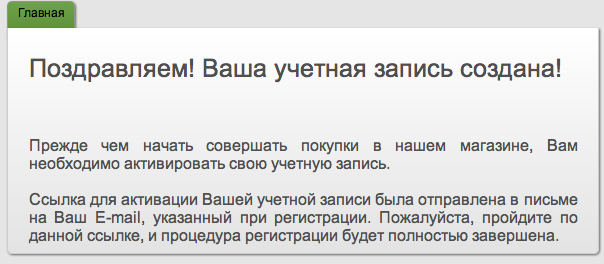 Главная
Поздравляем! Ваша учетная запись создана!
Прежде чем начать совершать покупки в нашем магазине, Вам
необходимо активировать свою учетную запись.
Ссылка для активации Вашей учетной записи была отправлена в письме
на Ваш E-mail, указанный при регистрации. Пожалуйста, пройдите по
данной ссылке, и процедура регистрации будет полностью завершена.